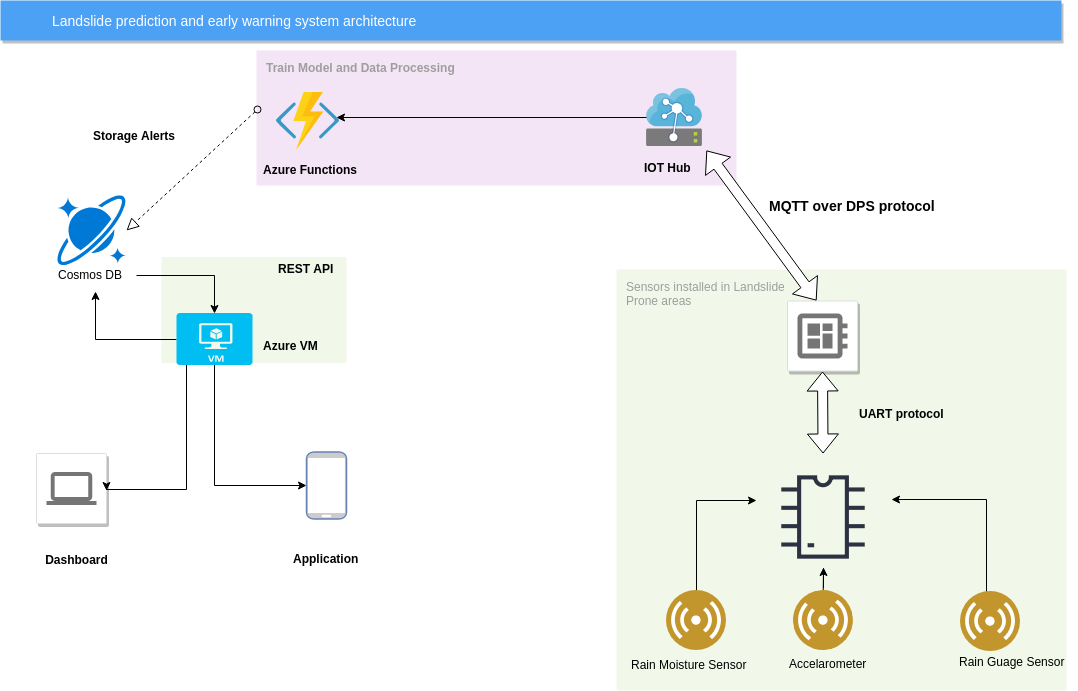 Landslide prediction and early warning system architecture
Train Model and Data Processing
Storage Alerts
Azure Functions
IOT Hub
MQTT over DPS protocol
Cosmos DB
REST API
Azure VM
VM
Sensors installed in Landslide
Prone areas
UART protocol
Dashboard
Application
Rain Moisture Sensor
Accelarometer
Rain Guage Sensor